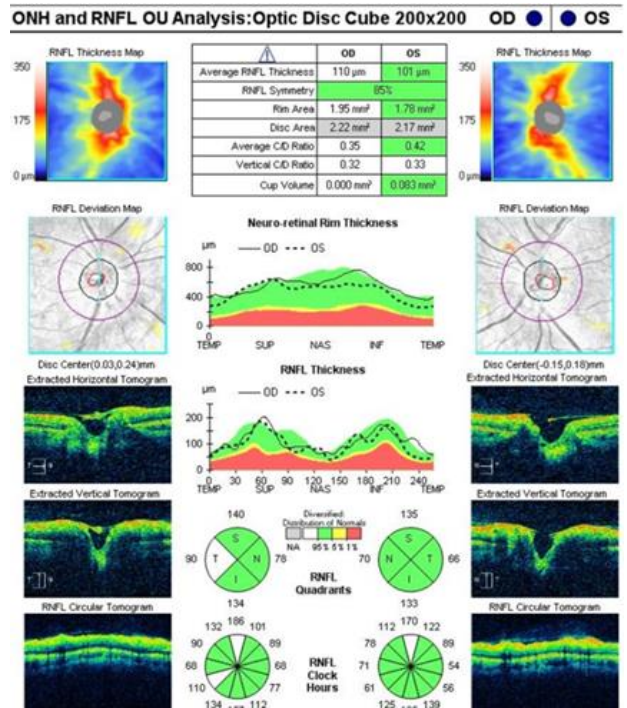 ONH and RNFL OU Analysis:Optic Disc Cube 200x200 OD OS
RNFL Thickness Map
350
175
0 µm
OD OS
Average RNFL Thickness 110 µm 101 µm
RNFL Symmetry 85%
Rim Area 1.95 mm² 1.78 mm²
Disc Area 2.22 mm² 2.17 mm²
Average C/D Ratio 0.35 0.42
Vertical C/D Ratio 0.32 0.33
Cup Volume 0.000 mm³ 0.083 mm³
RNFL Thickness Map
350
175
0 µm
RNFL Deviation Map
Disc Center(0.03,0.24)mm
Neuro-retinal Rim Thickness
µm OD OS
800
400
0
0
TEMP SUP NAS INF TEMP
RNFL Deviation Map
Disc Center(-0.15,0.18)mm
Extracted Horizontal Tomogram
RNFL Thickness
µm OD OS
200
100
0
0 30 60 90 120 150 180 210 240
TEMP SUP NAS INF TEMP
Extracted Horizontal Tomogram
Extracted Vertical Tomogram
140
S
90 T N 78
I
134
Diversified:
Distribution of Normals
NA 95% 5% 1%
RNFL
Quadrants
135
S
70 N T 66
I
133
Extracted Vertical Tomogram
RNFL Circular Tomogram
186
132 101
90 89
68 68
110 77
134 112
RNFL
Clock
Hours
170
112 122
78 89
71 54
61 56
125 139
RNFL Circular Tomogram